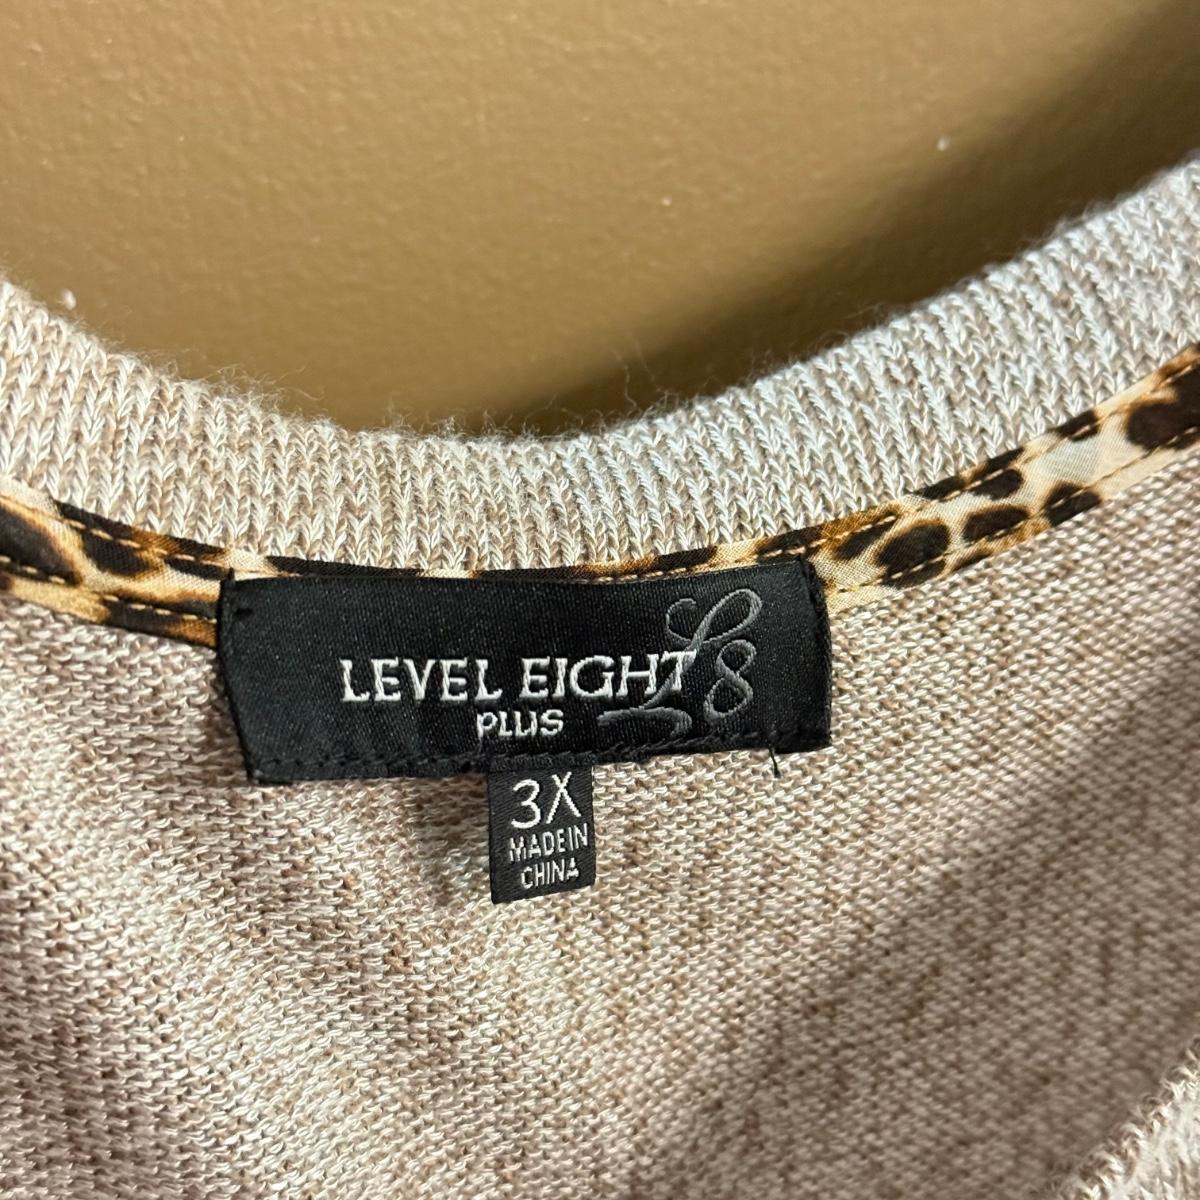 LEVEL EIGHT
PLUS
L8
3X
MADE IN
CHINA